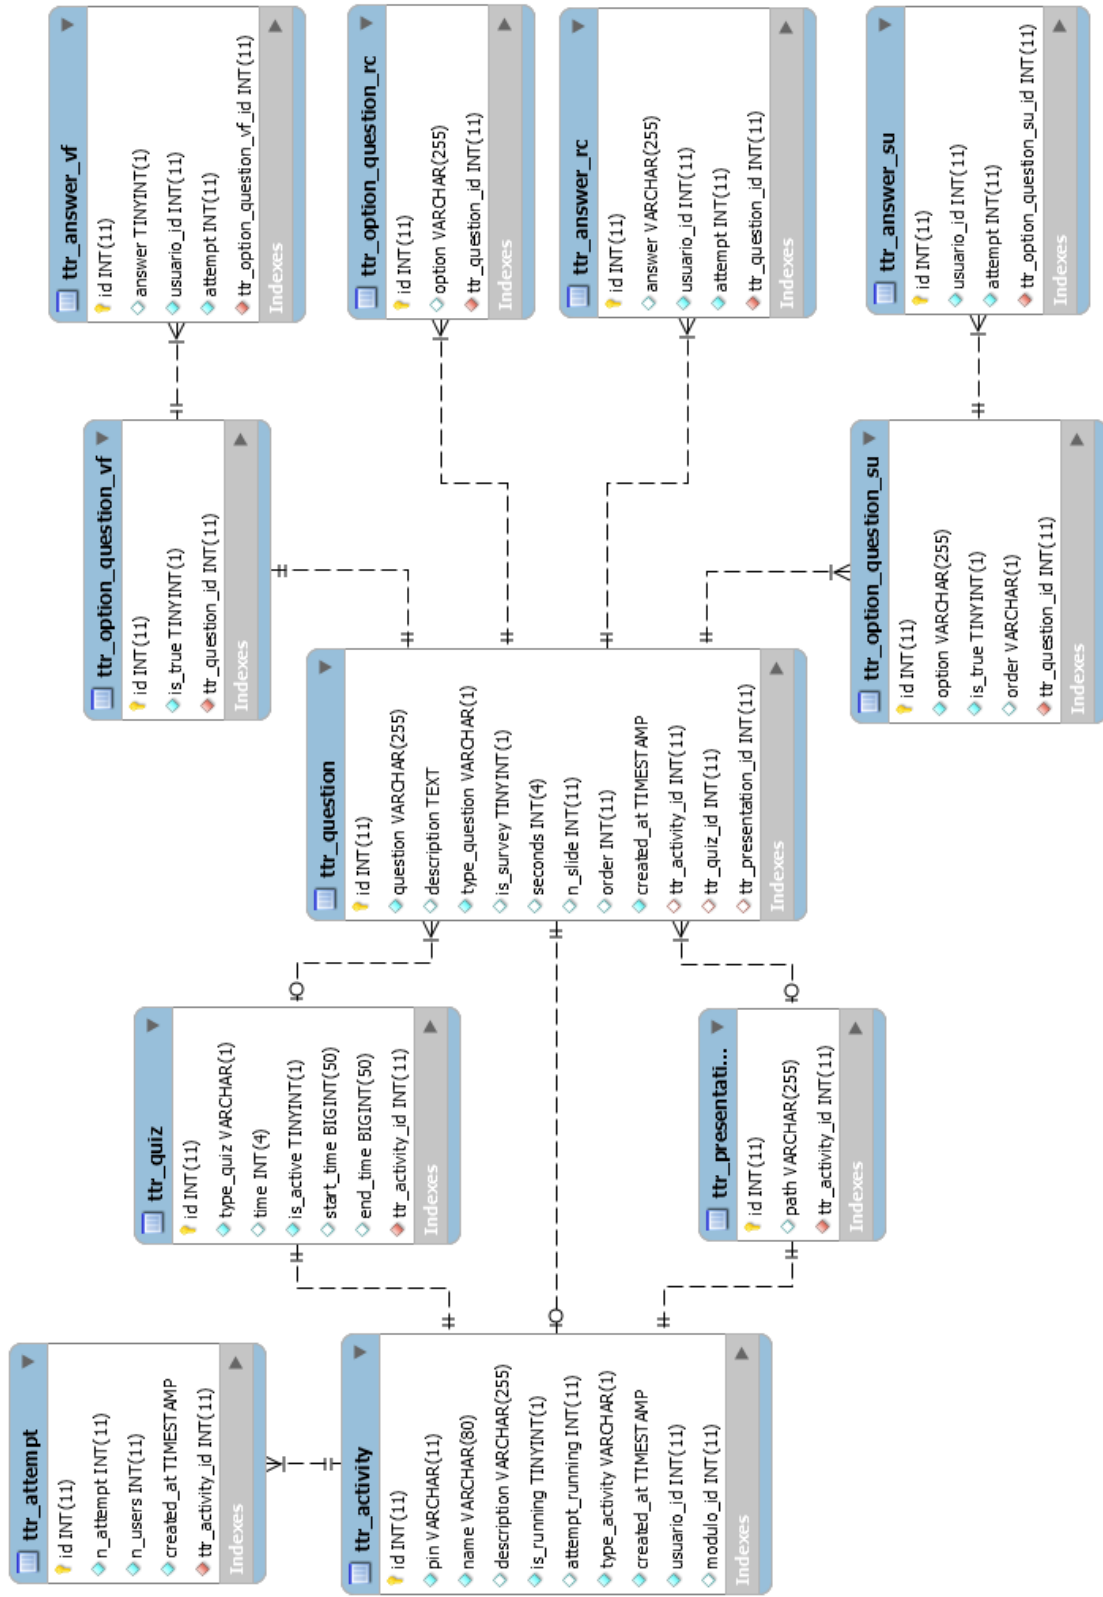 ttr_attempt
id INT(11)
n_attempt INT(11)
n_users INT(11)
created_at TIMESTAMP
ttr_activity_id INT(11)
Indexes
ttr_activity
id INT(11)
pin VARCHAR(11)
name VARCHAR(80)
description VARCHAR(255)
is_running TINYINT(1)
attempt_running INT(11)
type_activity VARCHAR(1)
created_at TIMESTAMP
usuario_id INT(11)
modulo_id INT(11)
Indexes
ttr_quiz
id INT(11)
type_quiz VARCHAR(1)
time INT(4)
is_active TINYINT(1)
start_time BIGINT(50)
end_time BIGINT(50)
ttr_activity_id INT(11)
Indexes
ttr_presentati...
id INT(11)
path VARCHAR(255)
ttr_activity_id INT(11)
Indexes
ttr_question
id INT(11)
question VARCHAR(255)
description TEXT
type_question VARCHAR(1)
is_survey TINYINT(1)
seconds INT(4)
n_slide INT(11)
order INT(11)
created_at TIMESTAMP
ttr_activity_id INT(11)
ttr_quiz_id INT(11)
ttr_presentation_id INT(11)
Indexes
ttr_option_question_vf
id INT(11)
is_true TINYINT(1)
ttr_question_id INT(11)
Indexes
ttr_option_question_su
id INT(11)
option VARCHAR(255)
is_true TINYINT(1)
order VARCHAR(1)
ttr_question_id INT(11)
Indexes
ttr_answer_vf
id INT(11)
answer TINYINT(1)
usuario_id INT(11)
attempt INT(11)
ttr_option_question_vf_id INT(11)
Indexes
ttr_option_question_rc
id INT(11)
option VARCHAR(255)
ttr_question_id INT(11)
Indexes
ttr_answer_rc
id INT(11)
answer VARCHAR(255)
usuario_id INT(11)
attempt INT(11)
ttr_question_id INT(11)
Indexes
ttr_answer_su
id INT(11)
usuario_id INT(11)
attempt INT(11)
ttr_option_question_su_id INT(11)
Indexes